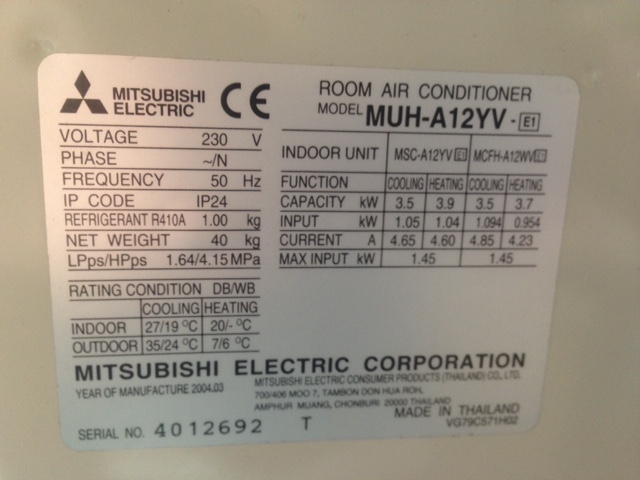 MITSUBISHI ELECTRIC CE
ROOM AIR CONDITIONER
MODEL MUH-A12YV - E1
VOLTAGE 230 V
PHASE ~/N
FREQUENCY 50 Hz
IP CODE IP24
REFRIGERANT R410A 1.00 kg
NET WEIGHT 40 kg
LPps/HPps 1.64/4.15 MPa
INDOOR UNIT MSC-A12YV E1 MCFH-A12WV E1
FUNCTION COOLING HEATING COOLING HEATING
CAPACITY kW 3.5 3.9 3.5 3.7
INPUT kW 1.05 1.04 1.094 0.954
CURRENT A 4.65 4.60 4.85 4.23
MAX INPUT kW 1.45 1.45
RATING CONDITION DB/WB
COOLING HEATING
INDOOR 27/19 °C 20/- °C
OUTDOOR 35/24 °C 7/6 °C
MITSUBISHI ELECTRIC CORPORATION
YEAR OF MANUFACTURE 2004.03
MITSUBISHI ELECTRIC CONSUMER PRODUCTS (THAILAND) CO., LTD.
700/406 MOO 7, TAMBON DON HUA ROH,
AMPHUR MUANG, CHONBURI 20000 THAILAND
MADE IN THAILAND
SERIAL NO. 4012692 T
VG79C571H02